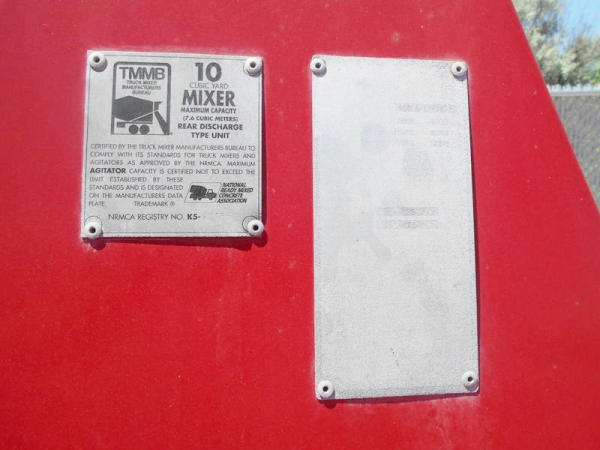 TMMB
TRUCK MIXER
MANUFACTURERS
BUREAU
10
CUBIC YARD
MIXER
MAXIMUM CAPACITY
(7.6 CUBIC METERS)
REAR DISCHARGE
TYPE UNIT
CERTIFIED BY THE TRUCK MIXER MANUFACTURERS BUREAU TO
COMPLY WITH ITS STANDARDS FOR TRUCK MIXERS AND
AGITATORS AS APPROVED BY THE NRMCA. MAXIMUM
AGITATOR CAPACITY IS CERTIFIED NOT TO EXCEED THE
LIMIT ESTABLISHED BY THESE
STANDARDS AND IS DESIGNATED
ON THE MANUFACTURERS DATA
PLATE. TRADEMARK ®
NATIONAL
READY MIXED
CONCRETE
ASSOCIATION
NRMCA REGISTRY NO. K5-